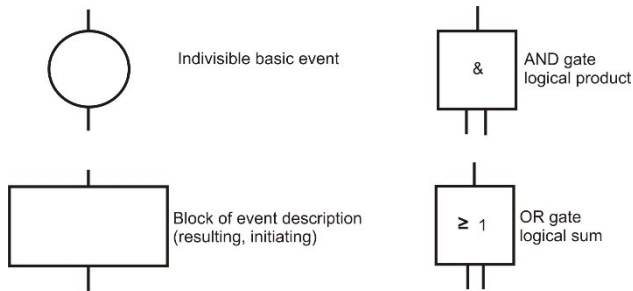 Indivisible basic event
&
AND gate
logical product
Block of event description
(resulting, initiating)
≥ 1
OR gate
logical sum